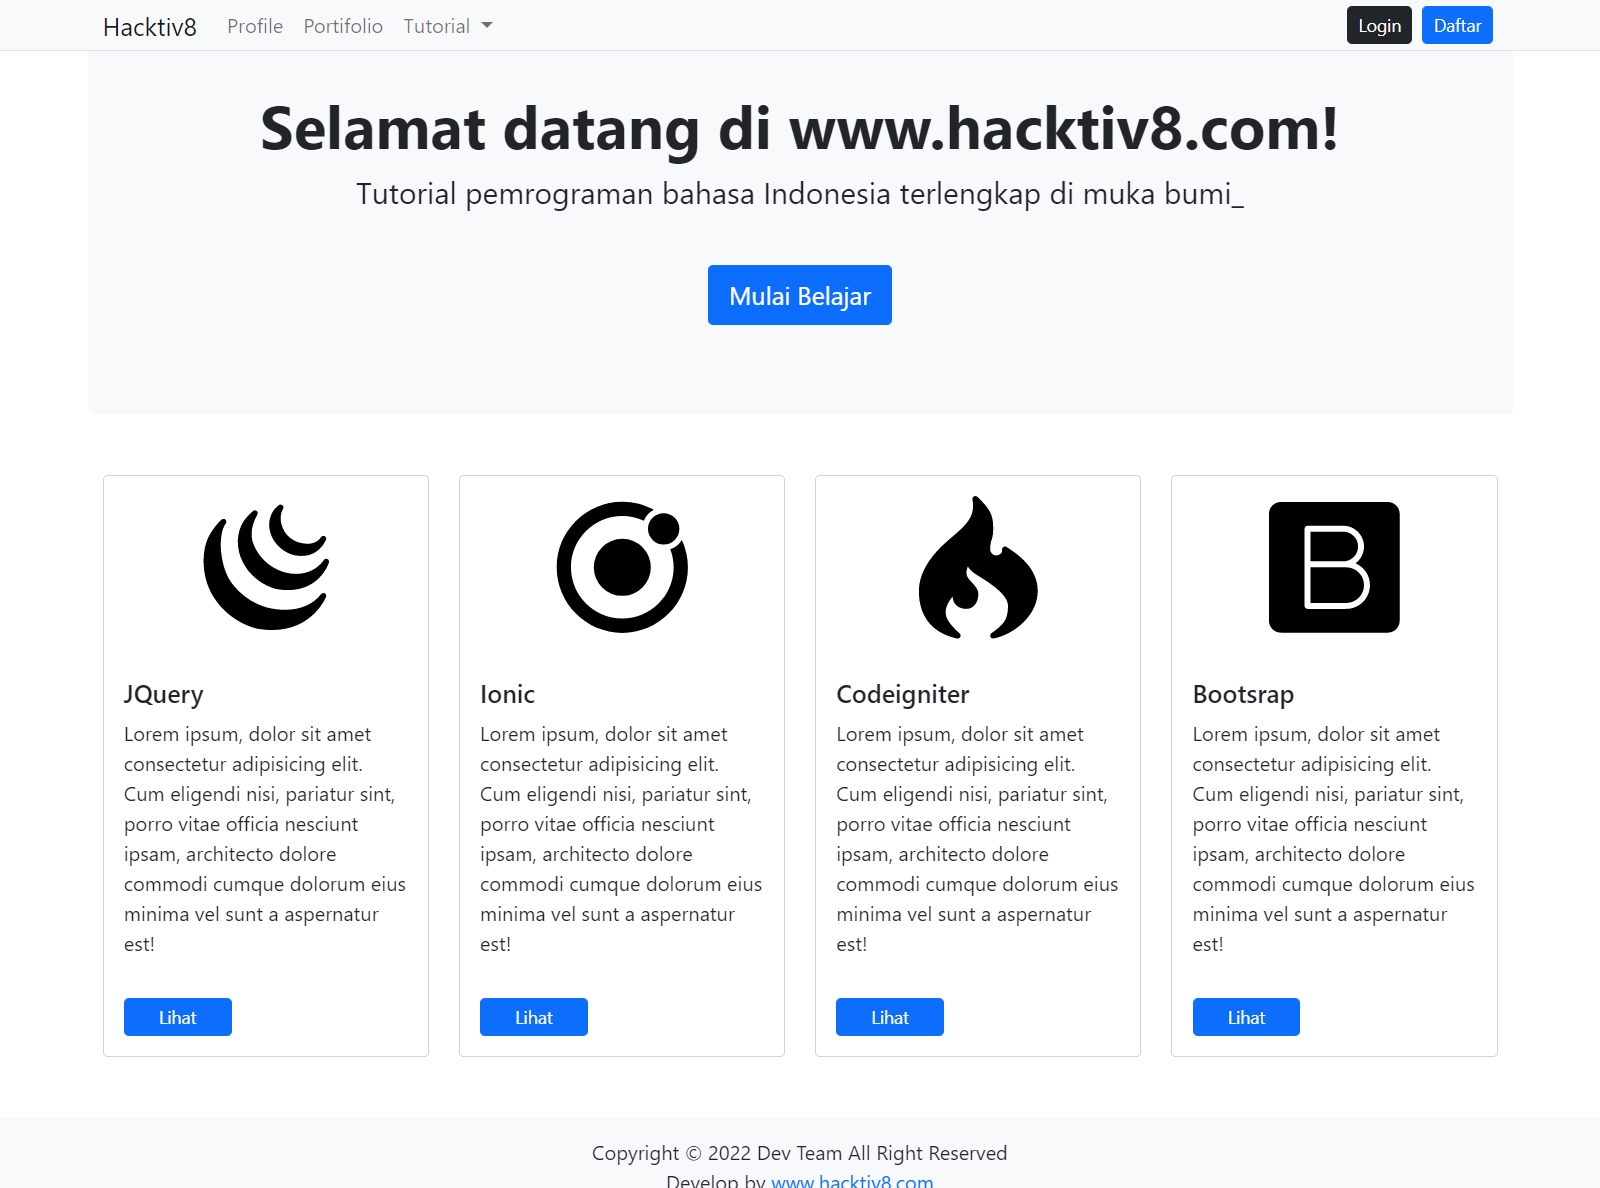 Hacktiv8 Profile Portifolio Tutorial Login Daftar
Selamat datang di www.hacktiv8.com!
Tutorial pemrograman bahasa Indonesia terlengkap di muka bumi_
Mulai Belajar
B
JQuery
Lorem ipsum, dolor sit amet
consectetur adipisicing elit.
Cum eligendi nisi, pariatur sint,
porro vitae officia nesciunt
ipsam, architecto dolore
commodi cumque dolorum eius
minima vel sunt a aspernatur
est!
Lihat
Ionic
Lorem ipsum, dolor sit amet
consectetur adipisicing elit.
Cum eligendi nisi, pariatur sint,
porro vitae officia nesciunt
ipsam, architecto dolore
commodi cumque dolorum eius
minima vel sunt a aspernatur
est!
Lihat
Codeigniter
Lorem ipsum, dolor sit amet
consectetur adipisicing elit.
Cum eligendi nisi, pariatur sint,
porro vitae officia nesciunt
ipsam, architecto dolore
commodi cumque dolorum eius
minima vel sunt a aspernatur
est!
Lihat
Bootsrap
Lorem ipsum, dolor sit amet
consectetur adipisicing elit.
Cum eligendi nisi, pariatur sint,
porro vitae officia nesciunt
ipsam, architecto dolore
commodi cumque dolorum eius
minima vel sunt a aspernatur
est!
Lihat
Copyright © 2022 Dev Team All Right Reserved
Develop by www.hacktiv8.com